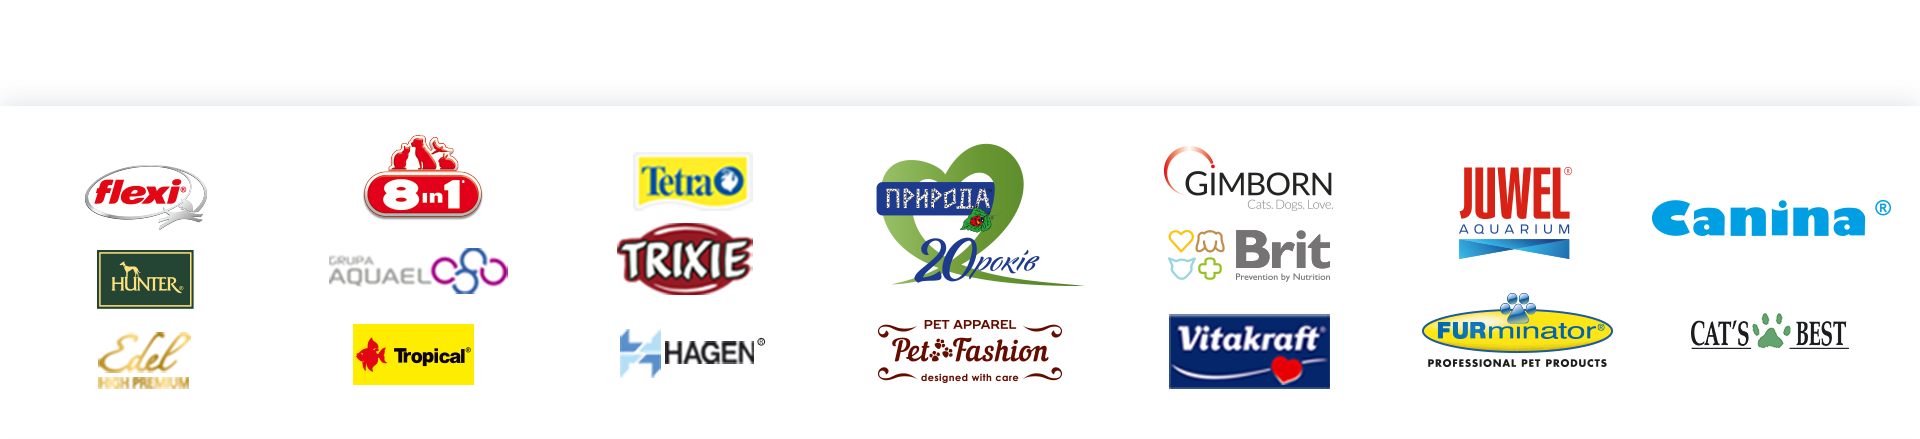 flexi®
HUNTER®
Edel
HIGH PREMIUM
8in1
GRUPA
AQUAEL
Tropical®
Tetra
TRIXIE
HAGEN®
ПРИРОДА
20 років
PET APPAREL
Pet Fashion
designed with care
GIMBORN
Cats. Dogs. Love.
Brit
Prevention by Nutrition
Vitakraft®
JUWEL®
AQUARIUM
FURminator®
PROFESSIONAL PET PRODUCTS
Canina®
CAT'S BEST